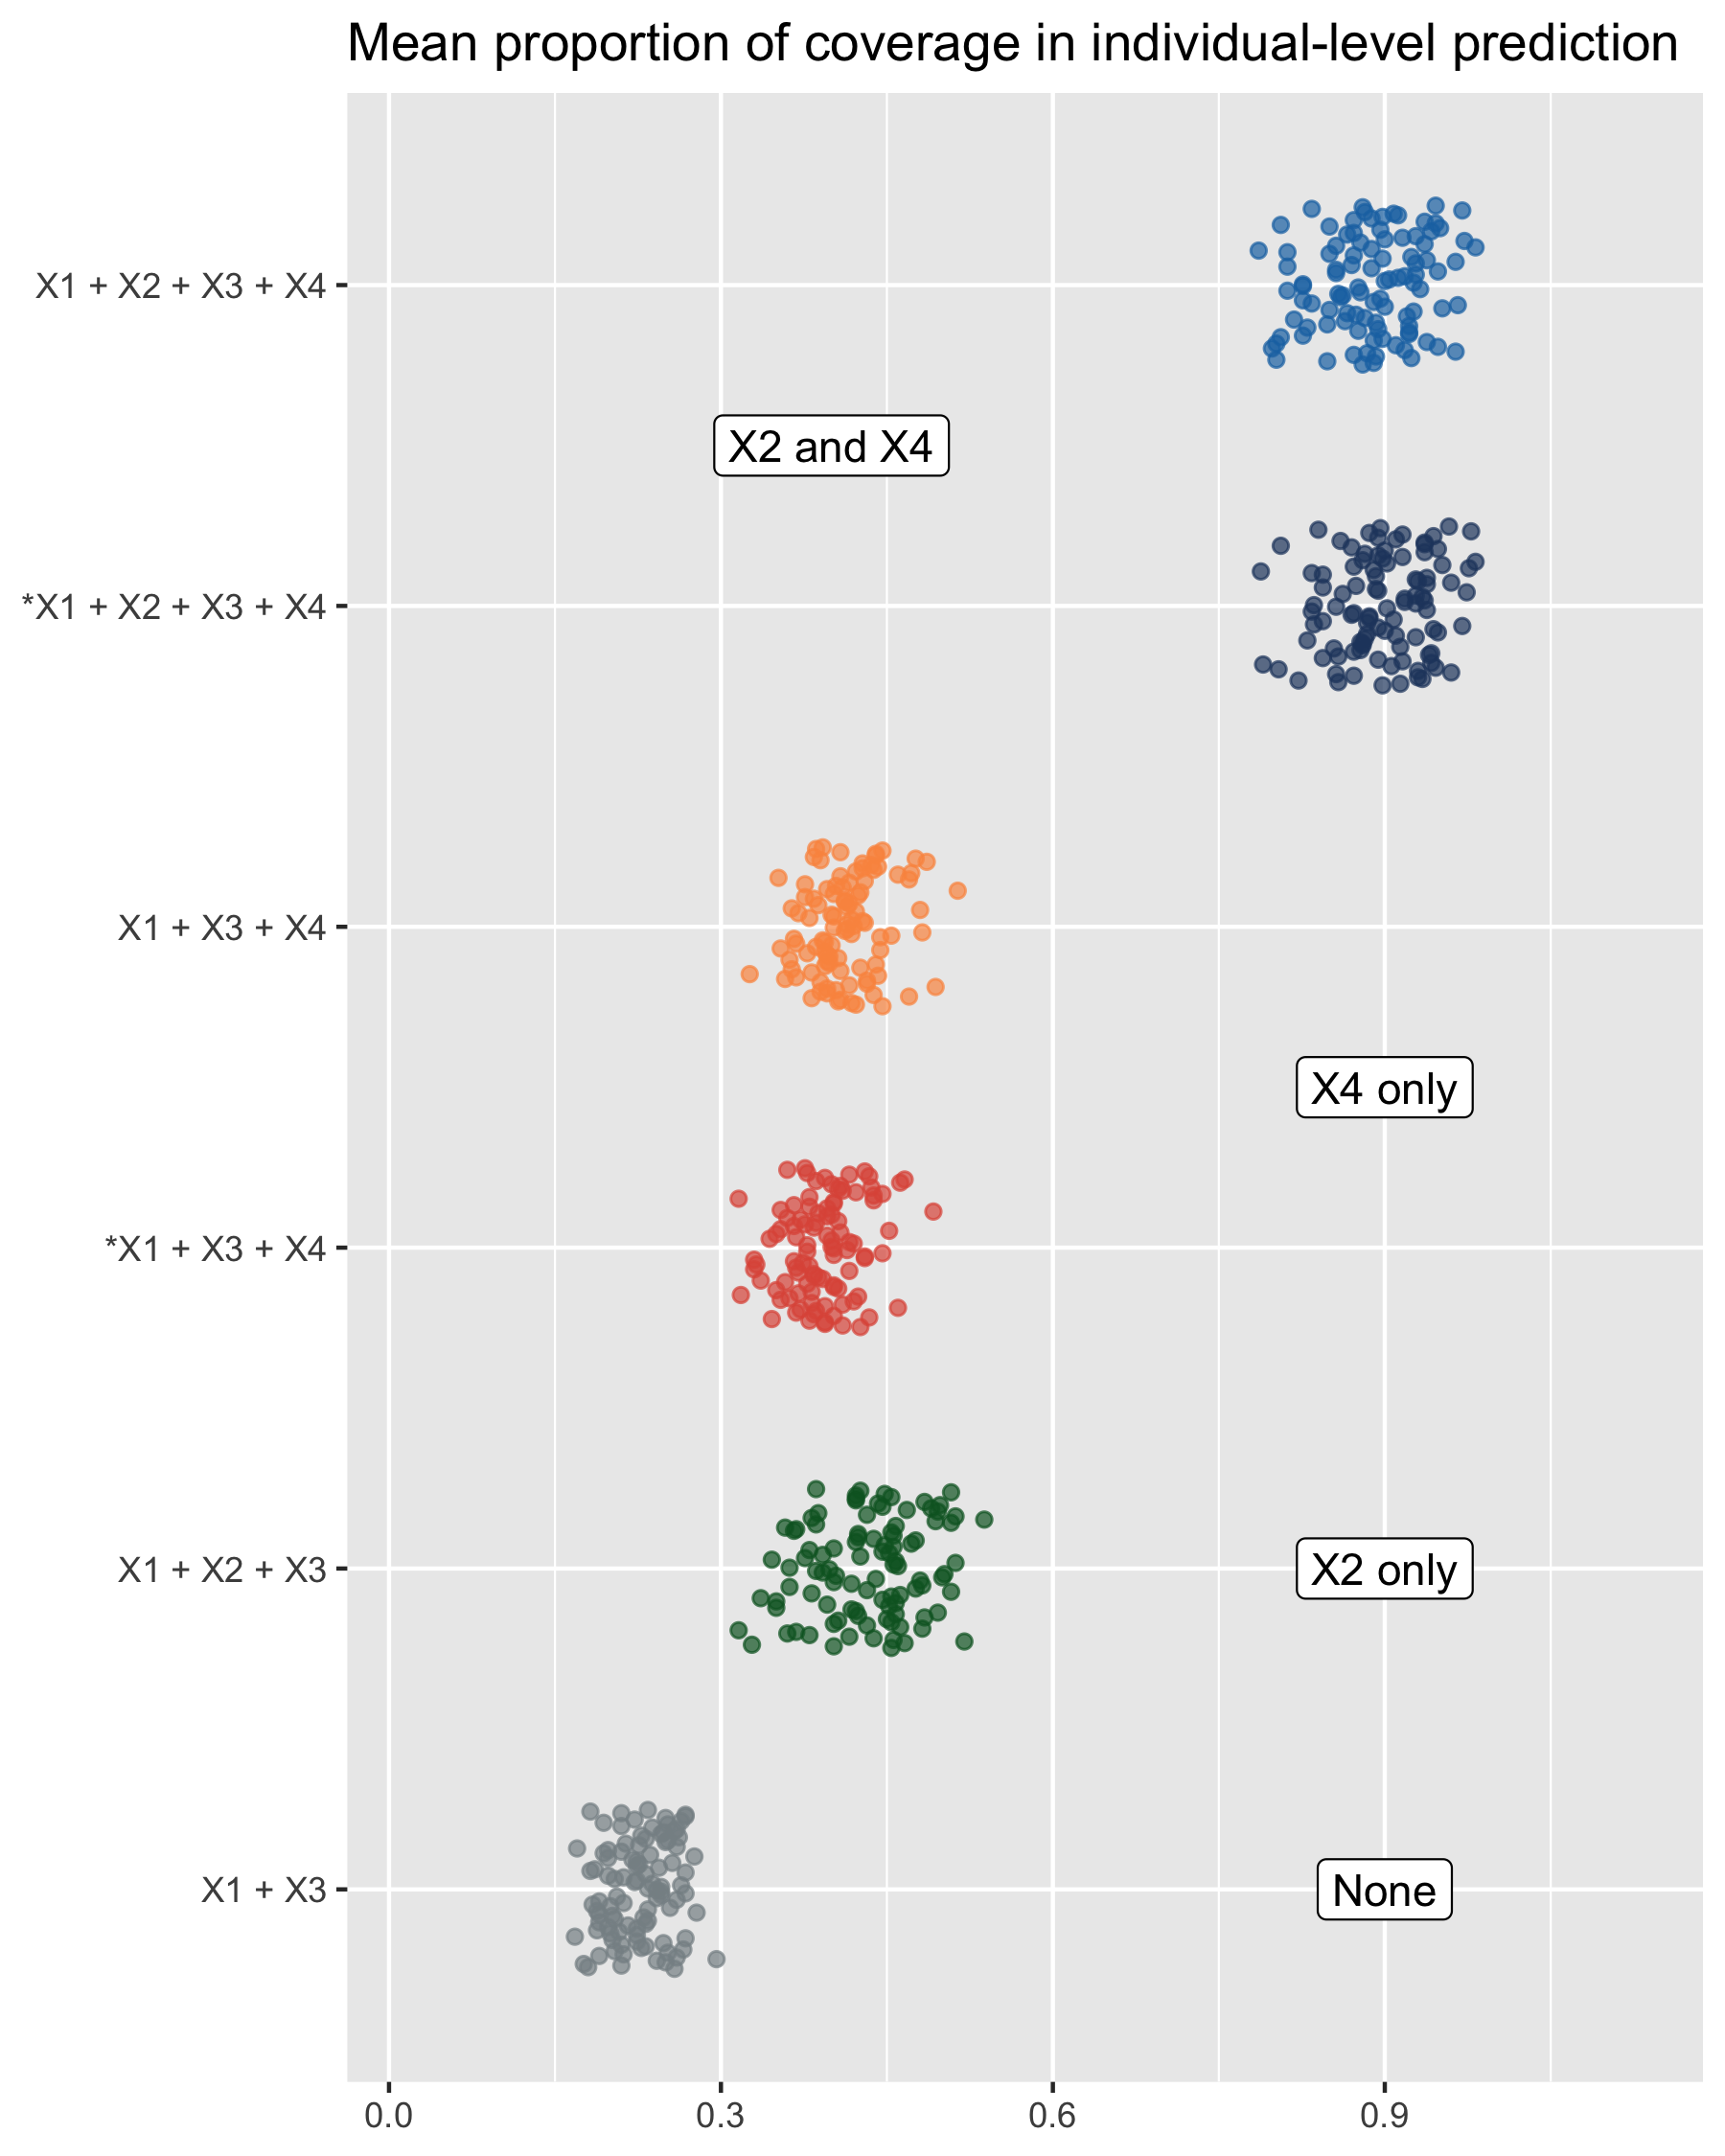 Mean proportion of coverage in individual-level prediction
X1 + X2 + X3 + X4
X2 and X4
*X1 + X2 + X3 + X4
X1 + X3 + X4
X4 only
*X1 + X3 + X4
X1 + X2 + X3
X2 only
X1 + X3
None
0.0 0.3 0.6 0.9